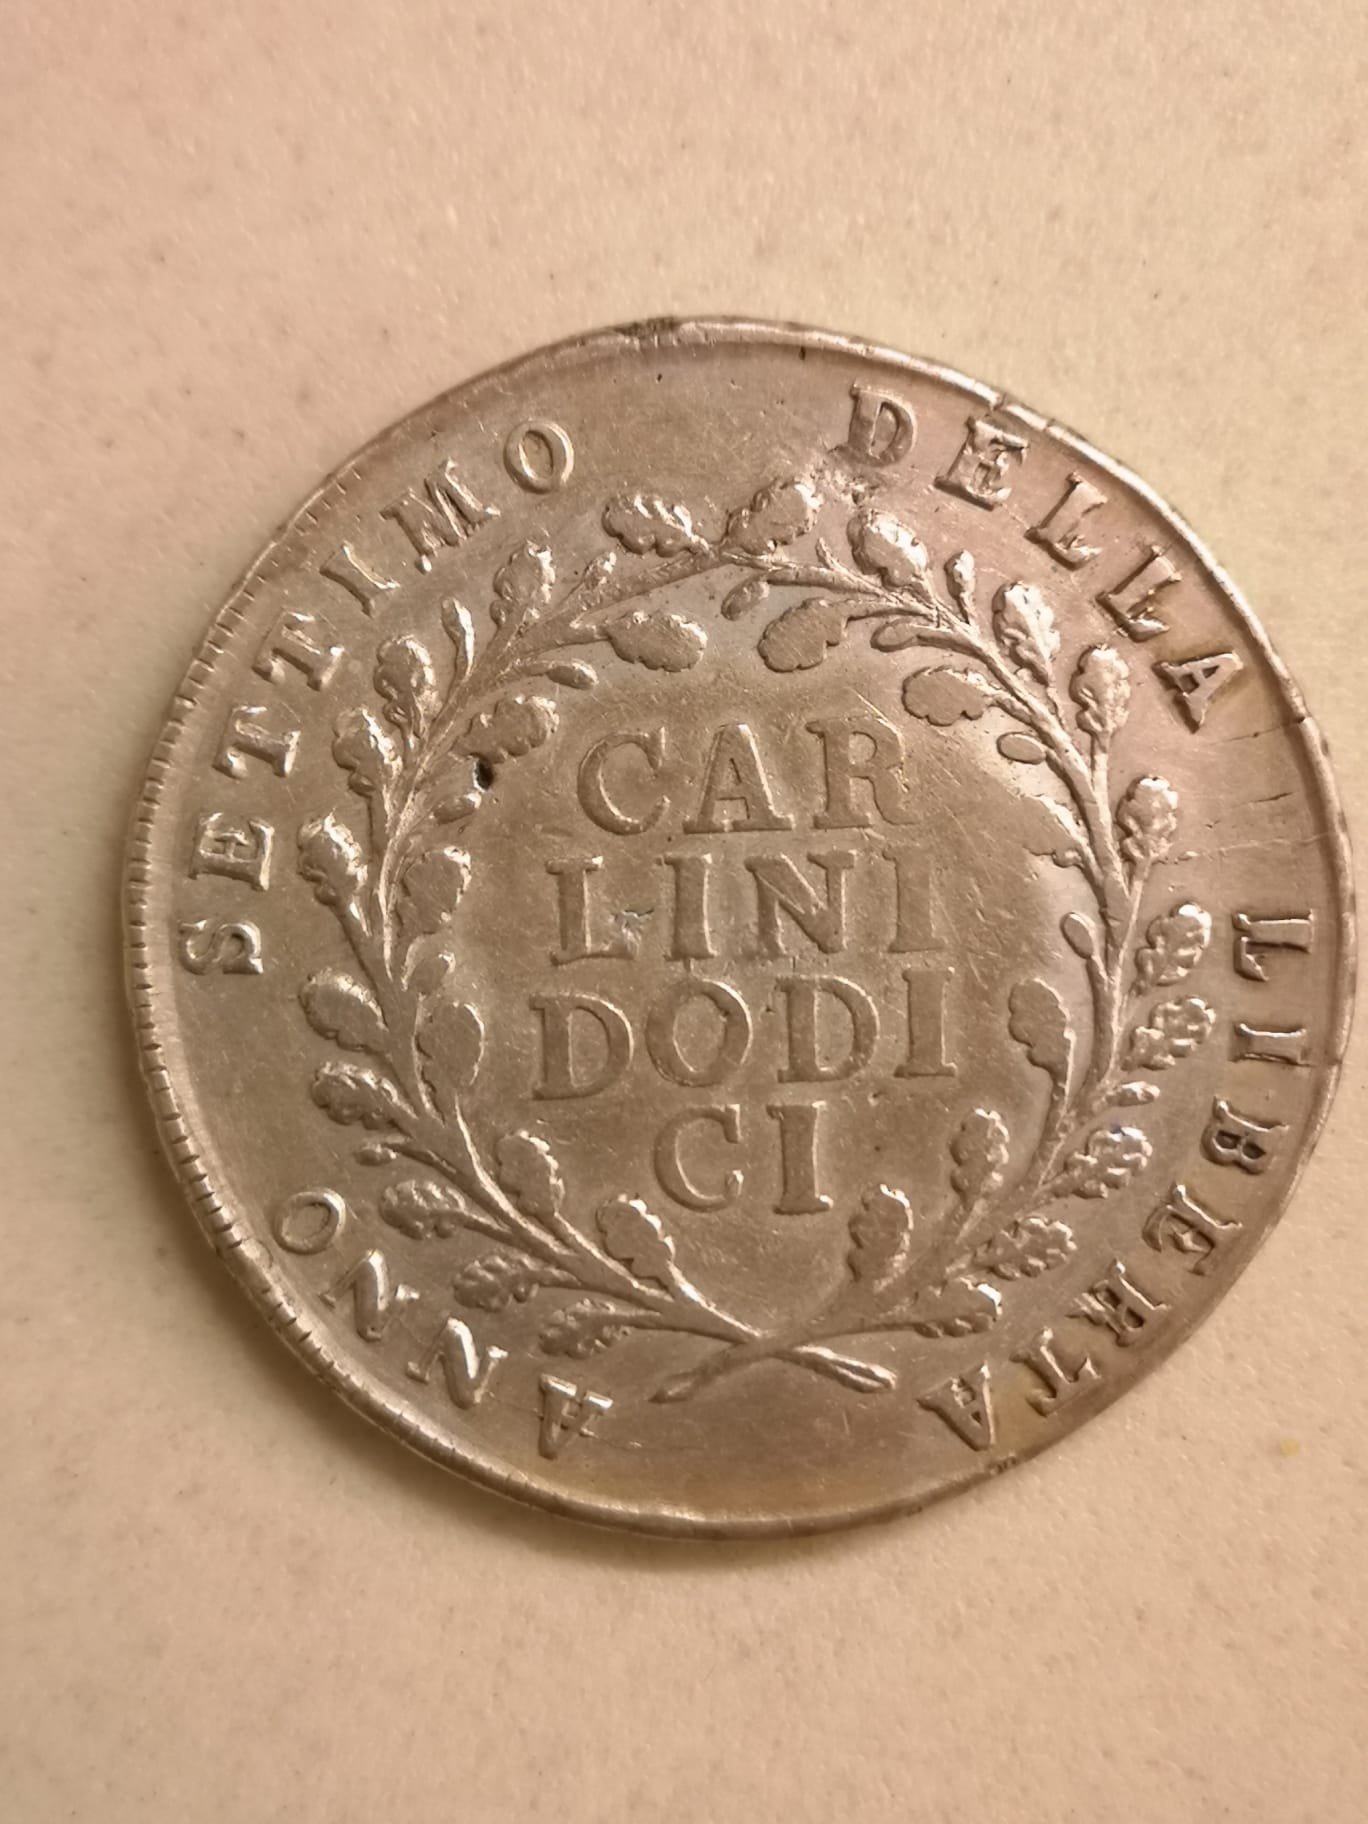 ANNO SETTIMO DELLA LIBERTA
CAR
LINI
DODI
CI